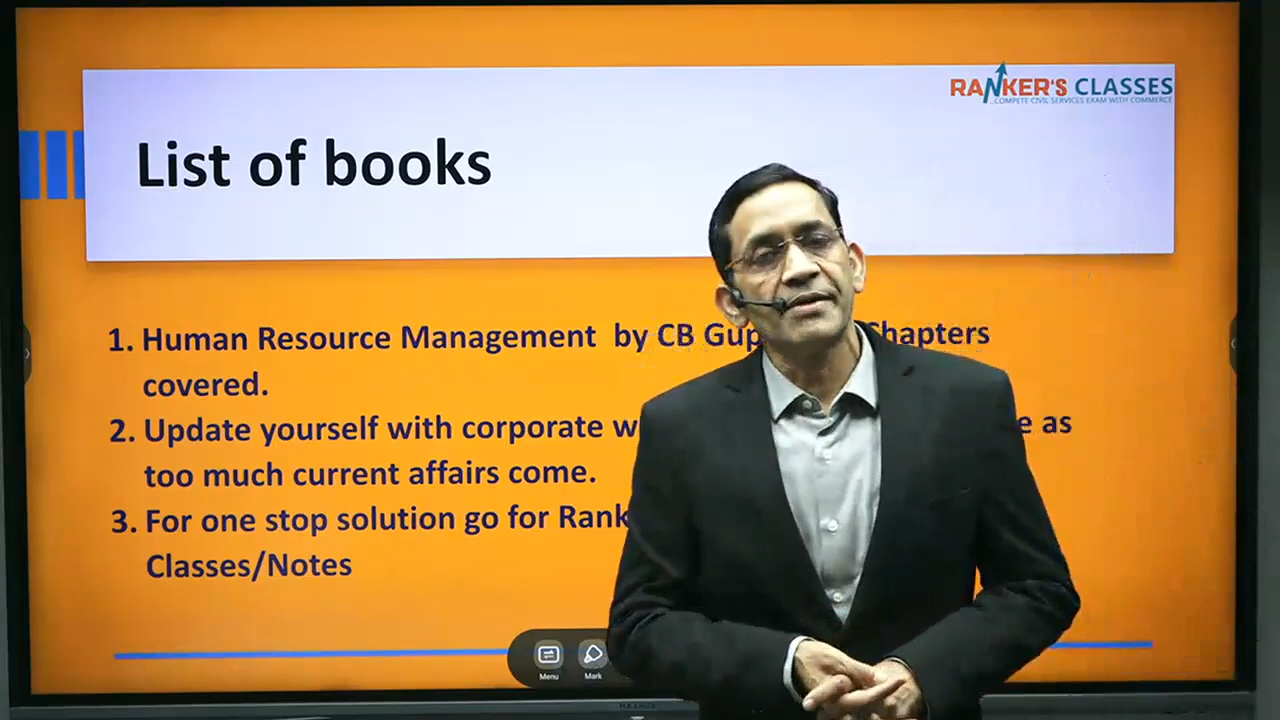 RANKER'S CLASSES
...COMPETE CIVIL SERVICES EXAM WITH COMMERCE
List of books
1. Human Resource Management by CB Chapters
covered.
2. Update yourself with corporate as
too much current affairs come.
3. For one stop solution go for
Classes/Notes
Menu Mark